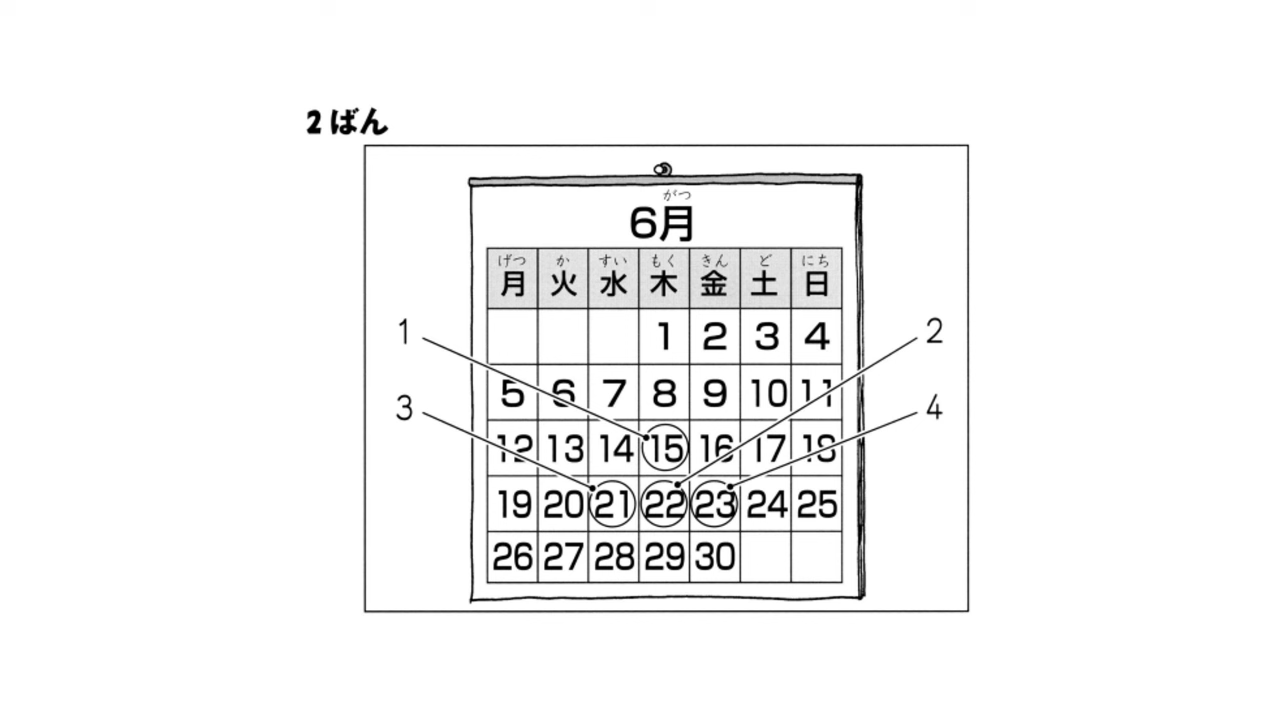 2ばん
がつ
6月
げつ か すい もく きん ど にち
月 火 水 木 金 土 日
1 2 3 4
1 2
5 6 7 8 9 10 11
3 4
12 13 14 15 16 17 18
19 20 21 22 23 24 25
26 27 28 29 30